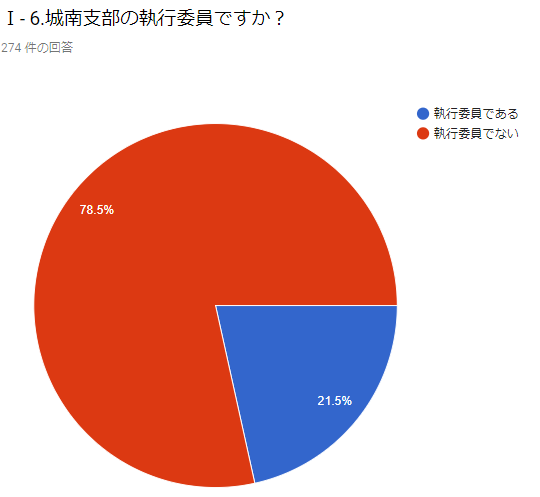 Ⅰ- 6.城南支部の執行委員ですか？
274 件の回答
執行委員である
執行委員でない
78.5%
21.5%